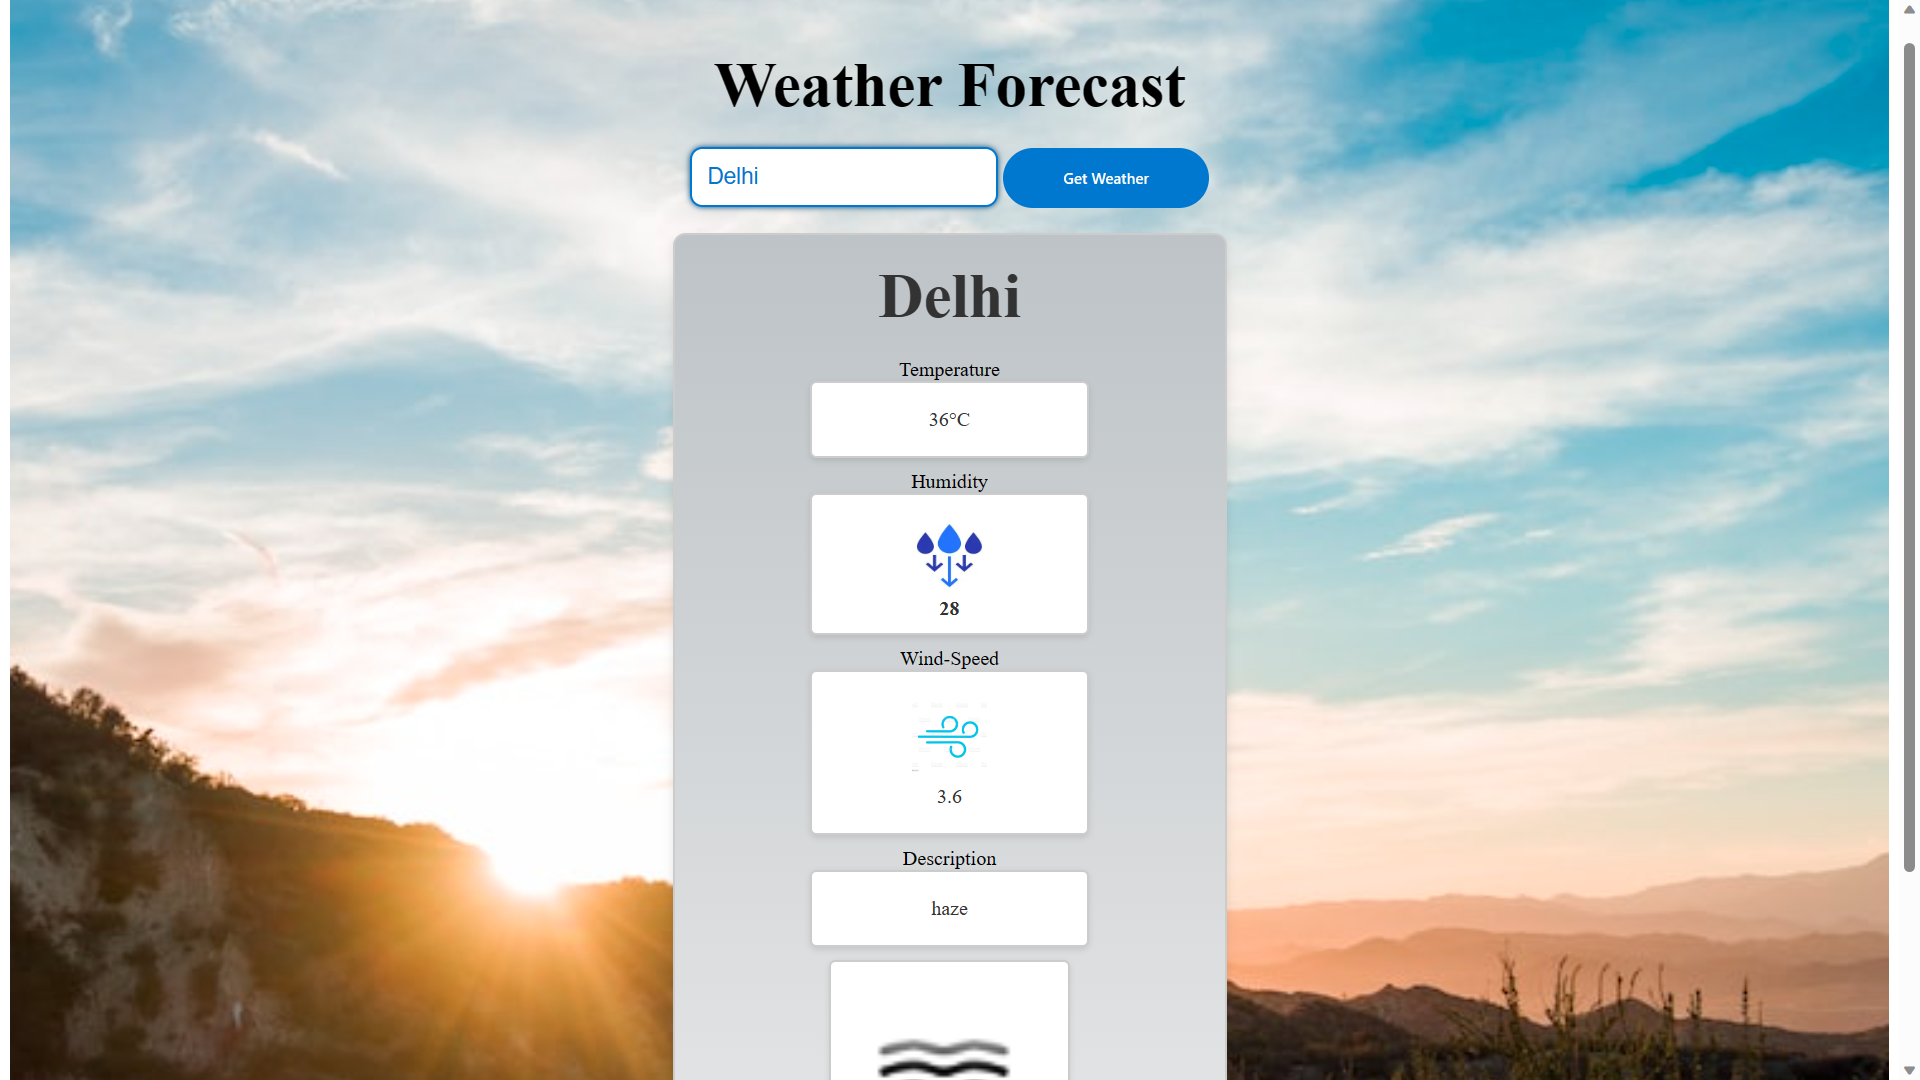 Weather Forecast
Delhi
Get Weather
Delhi
Temperature
36°C
Humidity
28
Wind-Speed
3.6
Description
haze